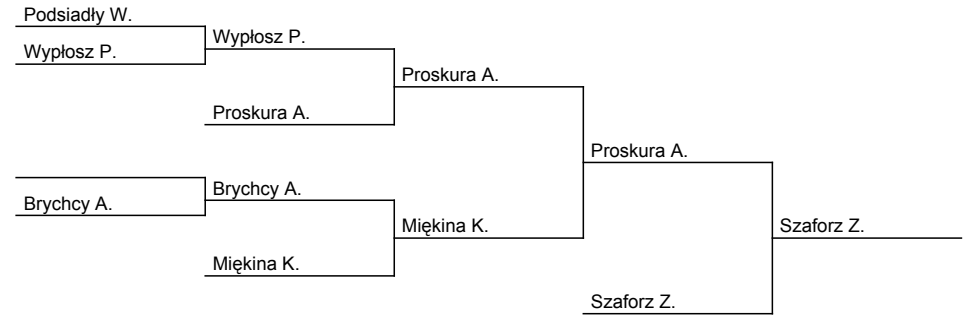 Podsiadły W.
Wypłosz P.
Wypłosz P.
Proskura A.
Proskura A.
Proskura A.
Brychcy A.
Brychcy A.
Miękina K.
Szaforz Z.
Miękina K.
Szaforz Z.